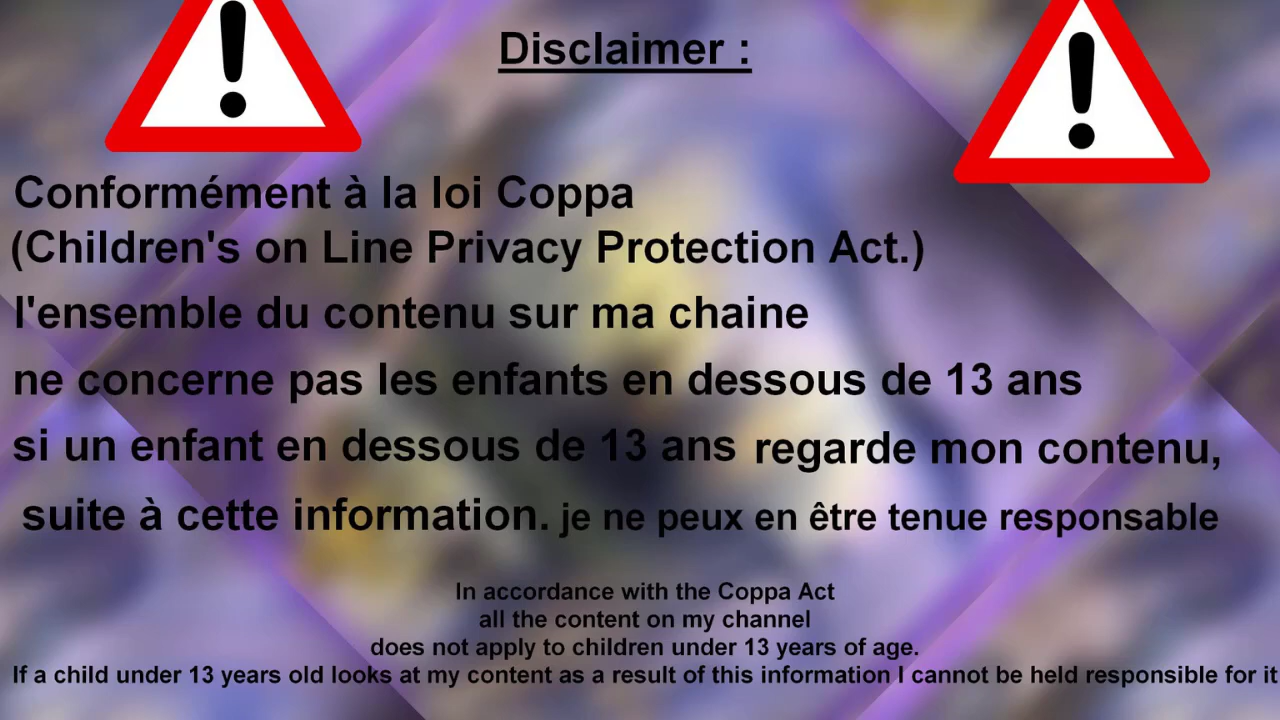 Disclaimer :
Conformément à la loi Coppa
(Children's on Line Privacy Protection Act.)
l'ensemble du contenu sur ma chaine
ne concerne pas les enfants en dessous de 13 ans
si un enfant en dessous de 13 ans regarde mon contenu,
suite à cette information. je ne peux en être tenue responsable
In accordance with the Coppa Act
all the content on my channel
does not apply to children under 13 years of age.
If a child under 13 years old looks at my content as a result of this information I cannot be held responsible for it